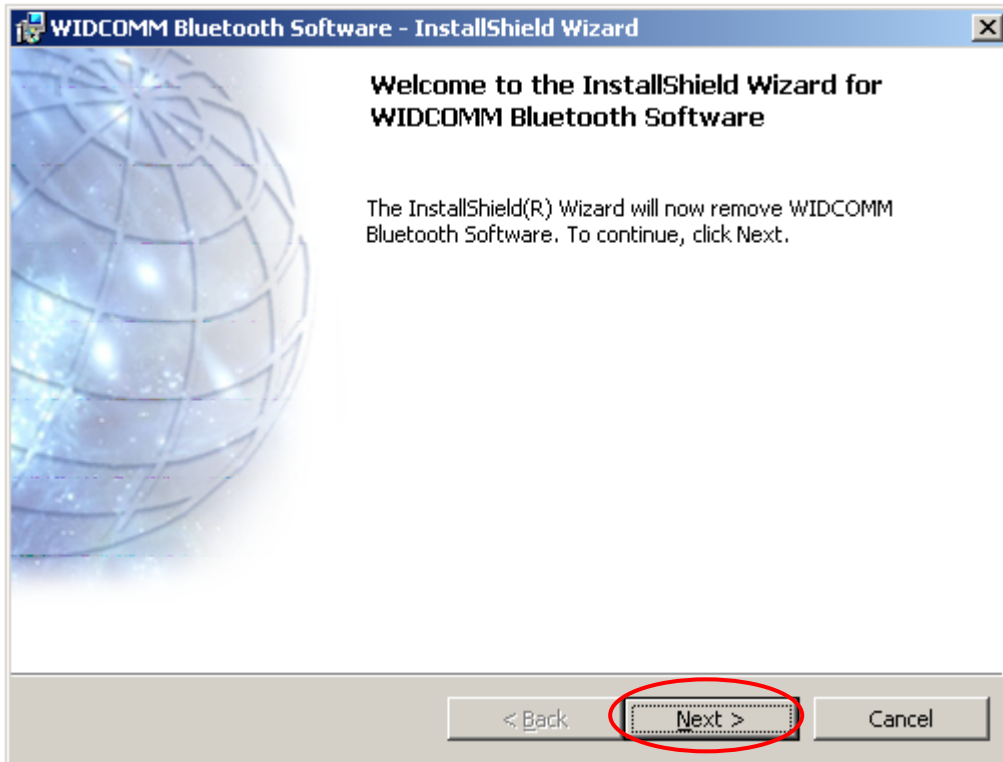 WIDCOMM Bluetooth Software - InstallShield Wizard
Welcome to the InstallShield Wizard for
WIDCOMM Bluetooth Software
The InstallShield(R) Wizard will now remove WIDCOMM
Bluetooth Software. To continue, click Next.
< Back Next > Cancel